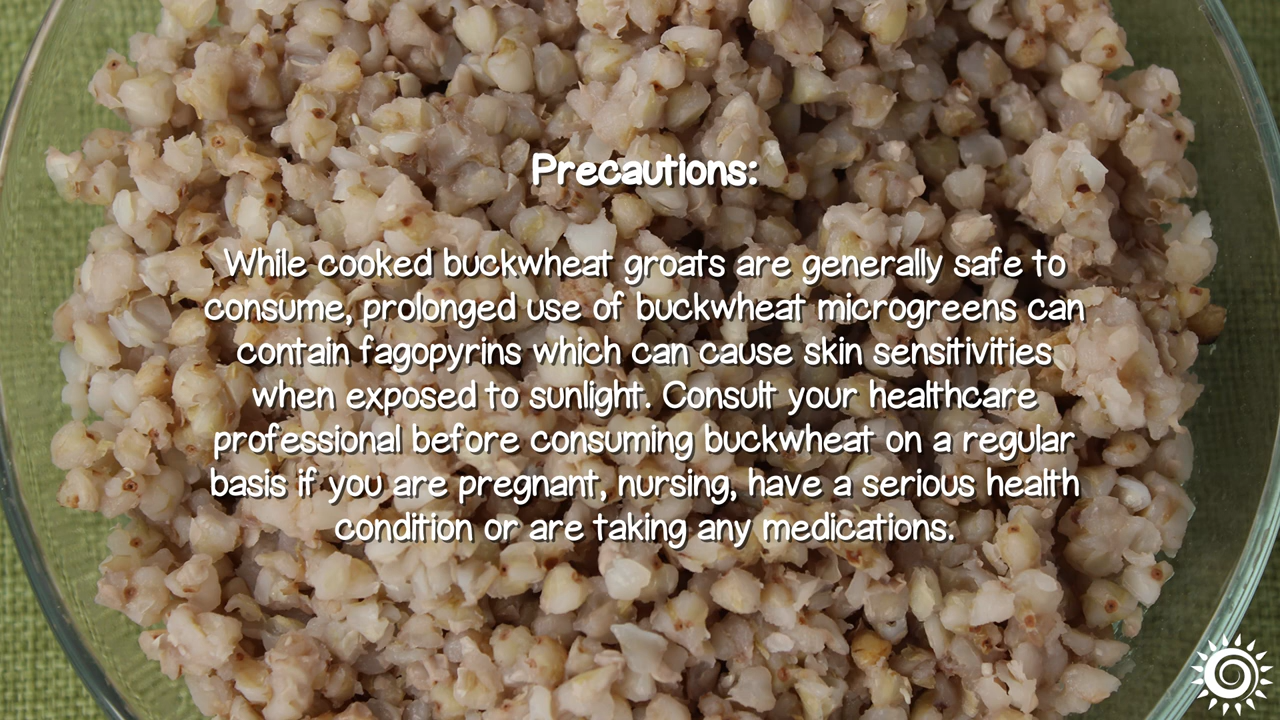 Precautions:
While cooked buckwheat groats are generally safe to
consume, prolonged use of buckwheat microgreens can
contain fagopyrins which can cause skin sensitivities
when exposed to sunlight. Consult your healthcare
professional before consuming buckwheat on a regular
basis if you are pregnant, nursing, have a serious health
condition or are taking any medications.